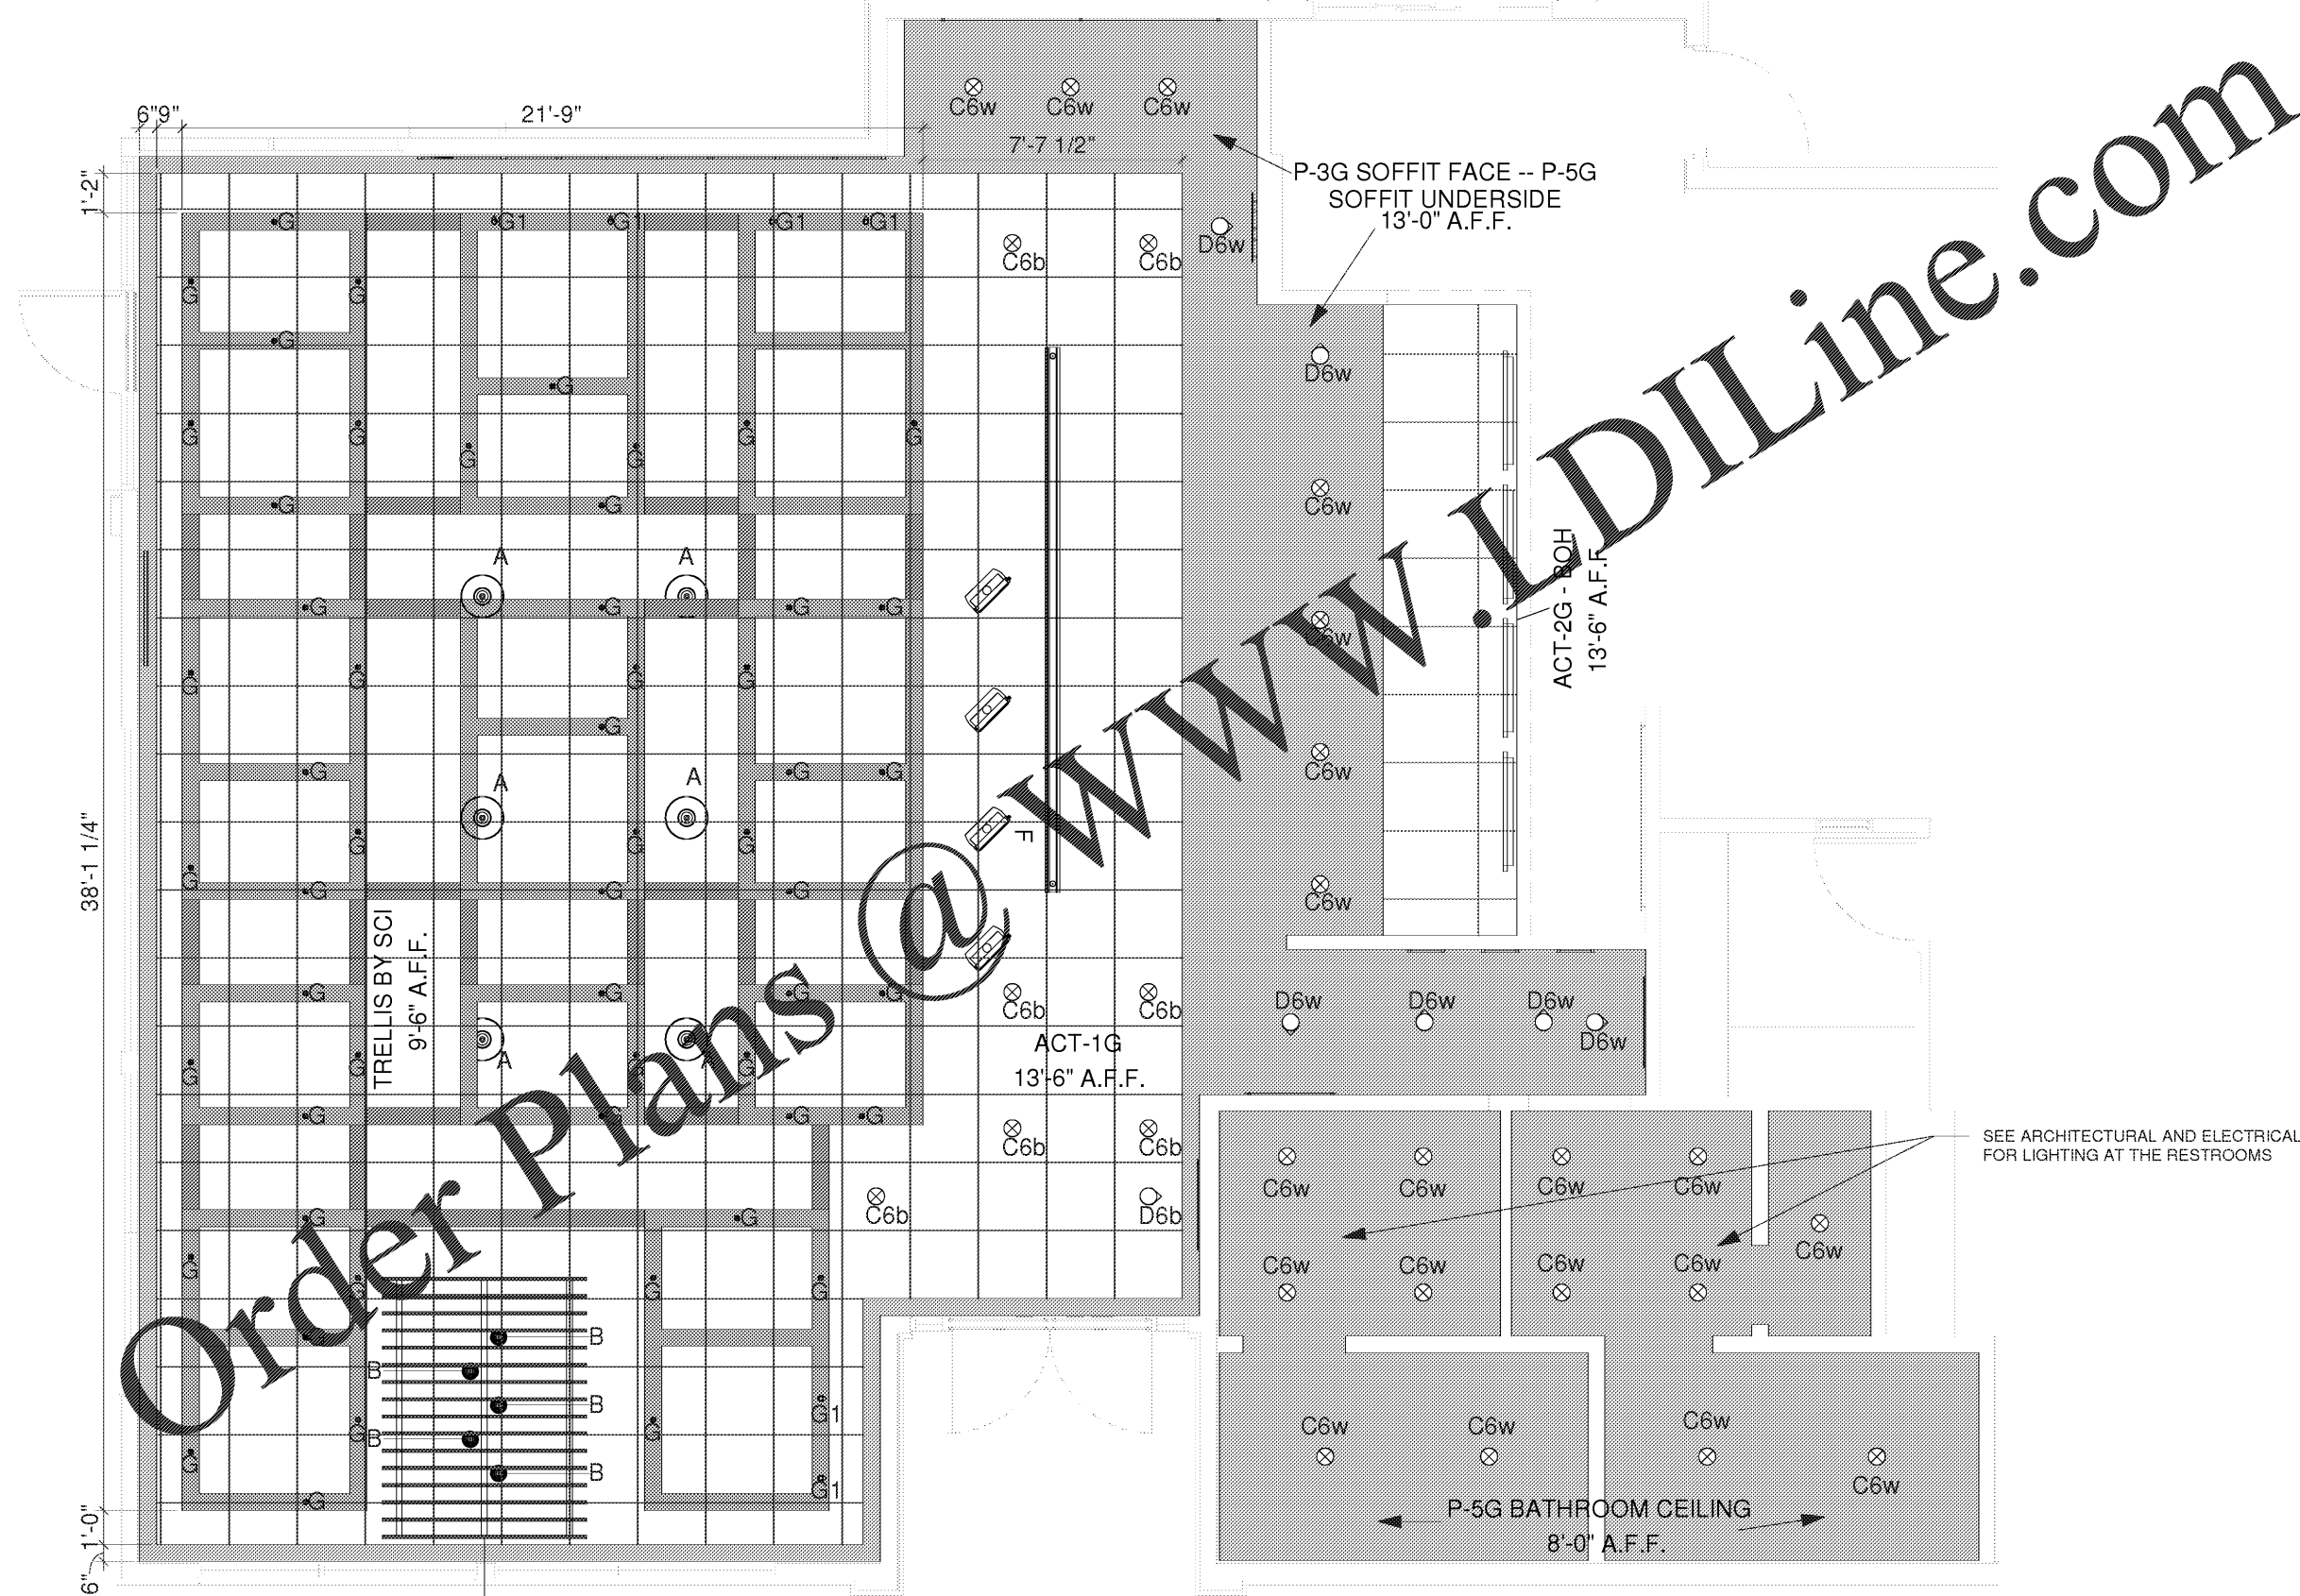 C6w C6w C6w
6"9" 21'-9"
7'-7 1/2"
P-3G SOFFIT FACE -- P-5G
SOFFIT UNDERSIDE
13'-0" A.F.F.
1'-2"
G G1 G1 G1 G1
C6b C6b D6w
G G
G
D6w
G
G G G G
G G
G G C6w
A A
G G G G
C6w
G G G G
ACT-2G - BOH
13'-6" A.F.F.
G
C6w
G G G
A A
F
38'-1 1/4"
G G G
G
G G G
C6w
TRELLIS BY SCI
9'-6" A.F.F.
G G G G
C6b C6b
D6w D6w D6w
D6w
ACT-1G
13'-6" A.F.F.
A A
G G G G
G G G G
C6b C6b
SEE ARCHITECTURAL AND ELECTRICAL
FOR LIGHTING AT THE RESTROOMS
C6w C6w C6w C6w
G G C6b D6b
C6w
G G G G
C6w C6w C6w C6w
G B
B
B G1
G G B
G B
C6w C6w C6w
C6w
G G1
P-5G BATHROOM CEILING
8'-0" A.F.F.
1'-0"
6"
Order Plans @ www.LDILine.com